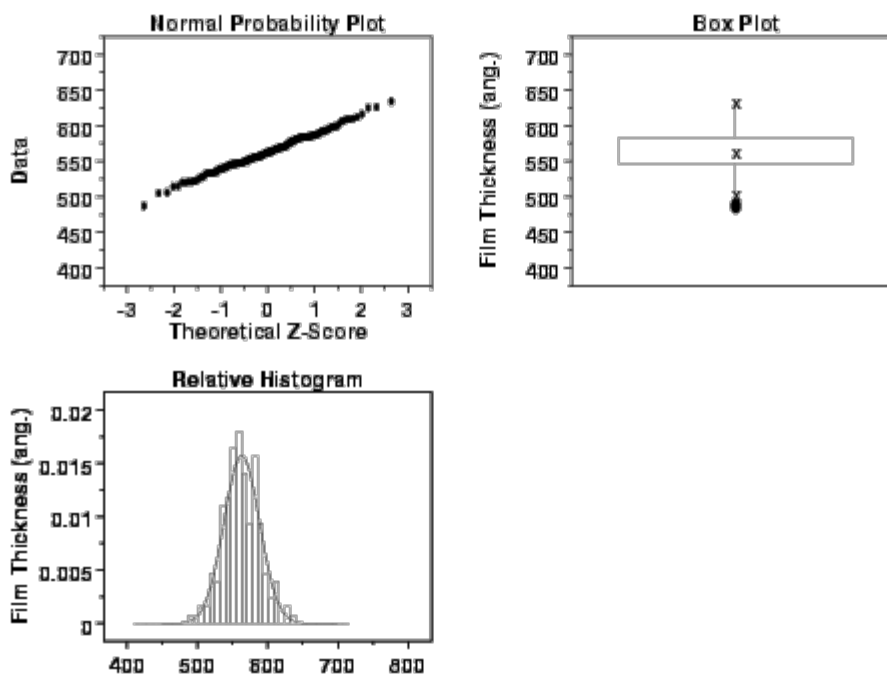 Normal Probability Plot
Data
700
650
600
550
500
450
400
-3 -2 -1 0 1 2 3
Theoretical Z-Score
Box Plot
Film Thickness (ang.)
700
650
600
550
500
450
400
Relative Histogram
Film Thickness (ang.)
0.02
0.015
0.01
0.005
0
400 500 600 700 800